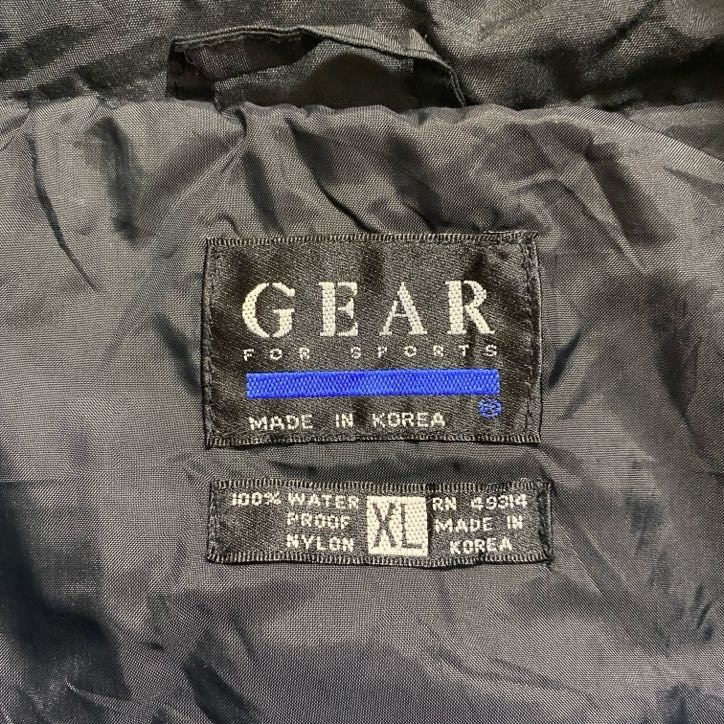 GEAR
FOR SPORTS
®
MADE IN KOREA
100% WATER
PROOF
NYLON
XL
RN 49314
MADE IN
KOREA